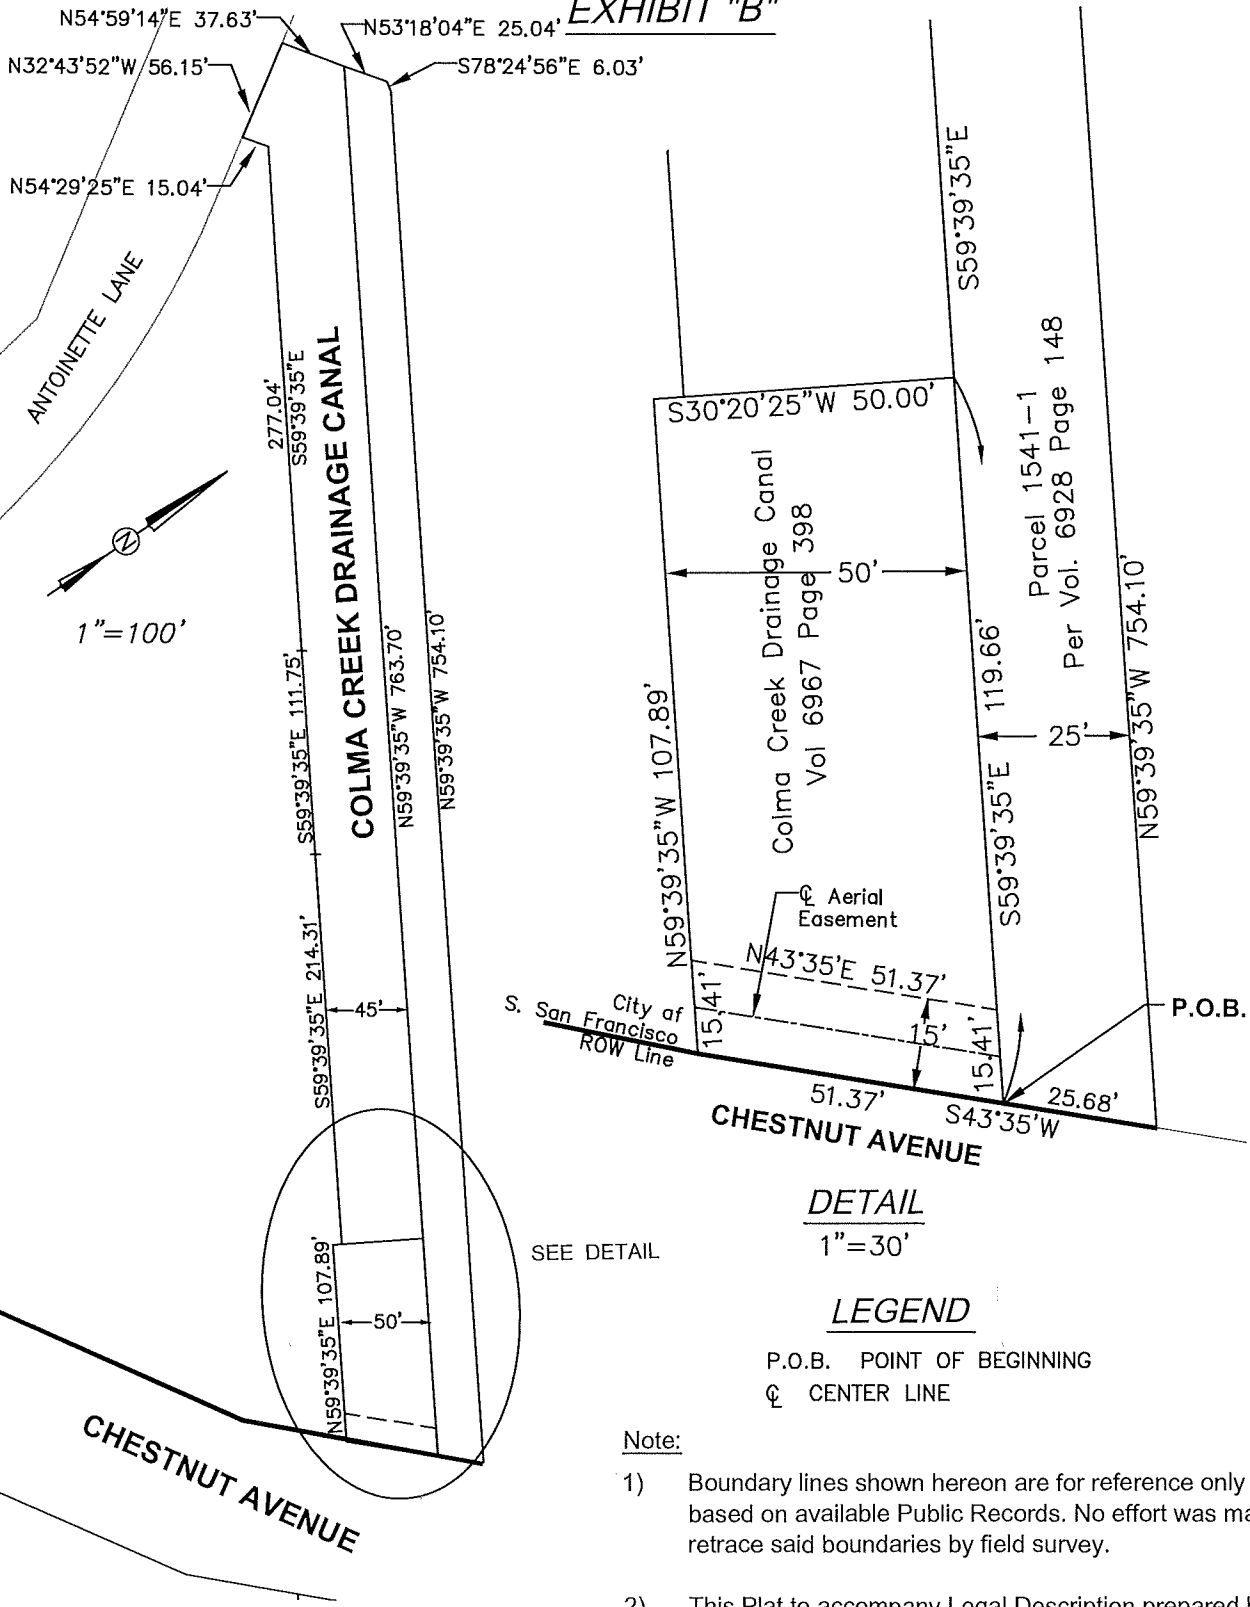 EXHIBIT "B"
N54°59'14"E 37.63'
N53°18'04"E 25.04'
N32°43'52"W 56.15'
S78°24'56"E 6.03'
N54°29'25"E 15.04'
ANTOINETTE LANE
277.04'
S59°39'35"E
COLMA CREEK DRAINAGE CANAL
N
1"=100'
S59°39'35"E 111.75'
N59°39'35"W 763.70'
N59°39'35"W 754.10'
S59°39'35"E 214.31'
45'
N59°39'35"E 107.89'
50'
SEE DETAIL
CHESTNUT AVENUE
S59°39'35"E
S30°20'25"W 50.00'
Colma Creek Drainage Canal
Vol 6967 Page 398
50'
Parcel 1541-1
Per Vol. 6928 Page 148
N59°39'35"W 107.89'
S59°39'35"E 119.66'
25'
N59°39'35"W 754.10'
℄ Aerial
Easement
N43°35'E 51.37'
City of
S. San Francisco
ROW Line
15.41'
15'
15.41'
P.O.B.
51.37'
S43°35'W
25.68'
CHESTNUT AVENUE
DETAIL
1"=30'
LEGEND
P.O.B. POINT OF BEGINNING
℄ CENTER LINE
Note:
1) Boundary lines shown hereon are for reference only
based on available Public Records. No effort was ma
retrace said boundaries by field survey.
2) This Plat to accompany Legal Description prepared